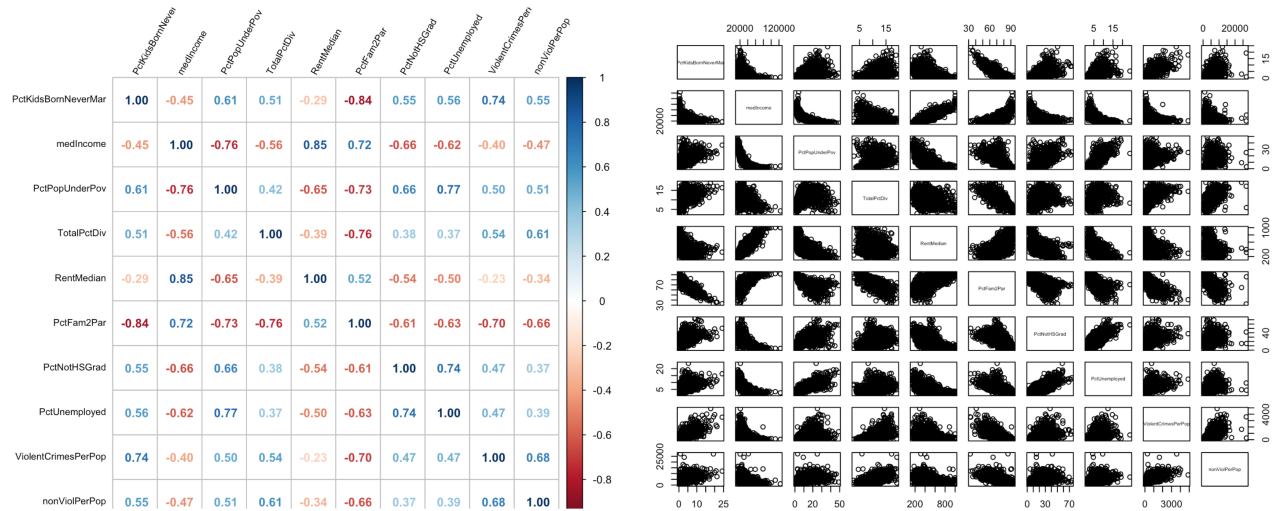 PctKidsBornNever
medIncome
PctPopUnderPov
TotalPctDiv
RentMedian
PctFam2Par
PctNotHSGrad
PctUnemployed
ViolentCrimesPer
nonViolPerPop
PctKidsBornNeverMar 1.00 -0.45 0.61 0.51 -0.29 -0.84 0.55 0.56 0.74 0.55
medIncome -0.45 1.00 -0.76 -0.56 0.85 0.72 -0.66 -0.62 -0.40 -0.47
PctPopUnderPov 0.61 -0.76 1.00 0.42 -0.65 -0.73 0.66 0.77 0.50 0.51
TotalPctDiv 0.51 -0.56 0.42 1.00 -0.39 -0.76 0.38 0.37 0.54 0.61
RentMedian -0.29 0.85 -0.65 -0.39 1.00 0.52 -0.54 -0.50 -0.23 -0.34
PctFam2Par -0.84 0.72 -0.73 -0.76 0.52 1.00 -0.61 -0.63 -0.70 -0.66
PctNotHSGrad 0.55 -0.66 0.66 0.38 -0.54 -0.61 1.00 0.74 0.47 0.37
PctUnemployed 0.56 -0.62 0.77 0.37 -0.50 -0.63 0.74 1.00 0.47 0.39
ViolentCrimesPerPop 0.74 -0.40 0.50 0.54 -0.23 -0.70 0.47 0.47 1.00 0.68
nonViolPerPop 0.55 -0.47 0.51 0.61 -0.34 -0.66 0.37 0.39 0.68 1.00
1
0.8
0.6
0.4
0.2
0
-0.2
-0.4
-0.6
-0.8
20000 120000 5 15 30 60 90 5 15 0 20000
PctKidsBornNeverMar 0 15
20000 medIncome
PctPopUnderPov 0 30
5 15 TotalPctDiv
RentMedian 200 1000
30 50 70 PctFam2Par
PctNotHSGrad 0 40
5 20 PctUnemployed
ViolentCrimesPerPop 0 4000
0 2500 nonViolPerPop
0 10 25 0 20 50 200 800 0 30 70 0 3000